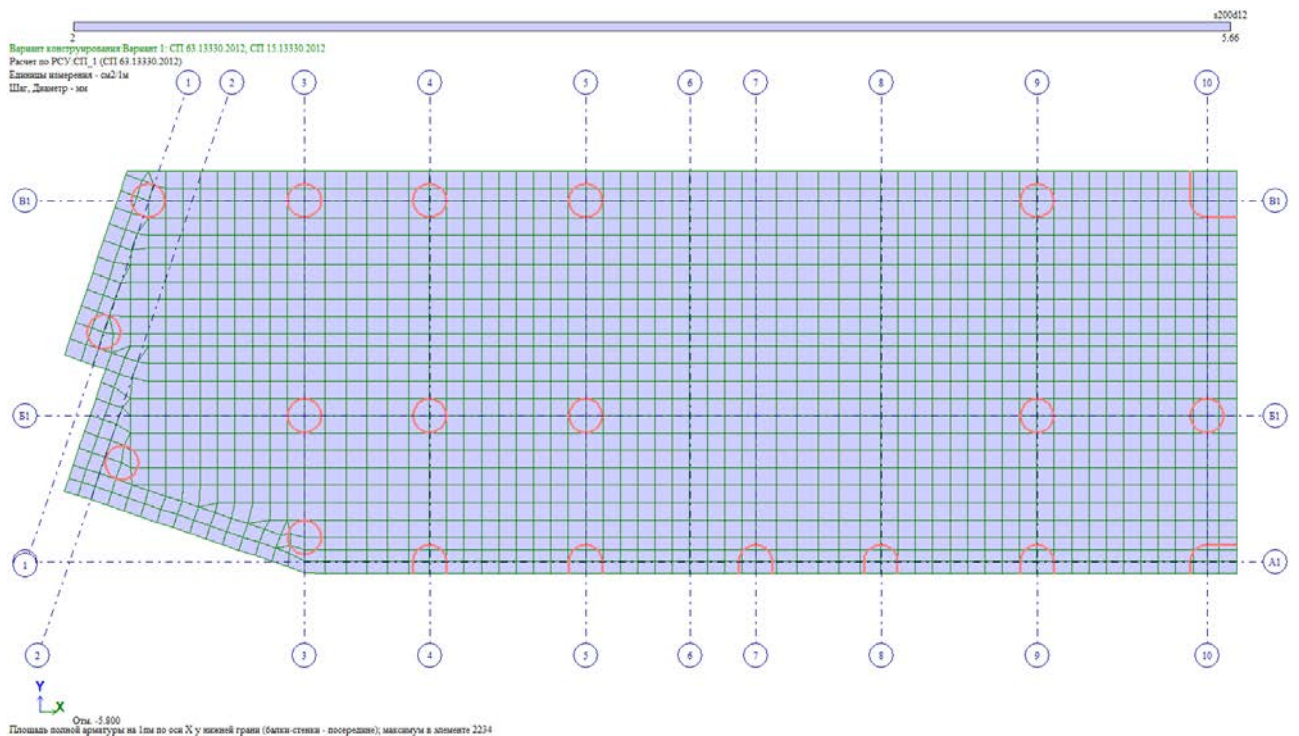 s200d12
2 5.66
Вариант конструирования Вариант 1: СП 63.13330.2012, СП 15.13330.2012
Расчет по РСУ:СП_1 (СП 63.13330.2012)
Единицы измерения - см2/1м
Шаг, Диаметр - мм
1 2 3 4 5 6 7 8 9 10
В1 В1
Б1 Б1
1 А1
2 3 4 5 6 7 8 9 10
Y
X
Отм. -5.800
Площадь полной арматуры на 1пм по оси X у нижней грани (балки-стенки - посередине); максимум в элементе 2234